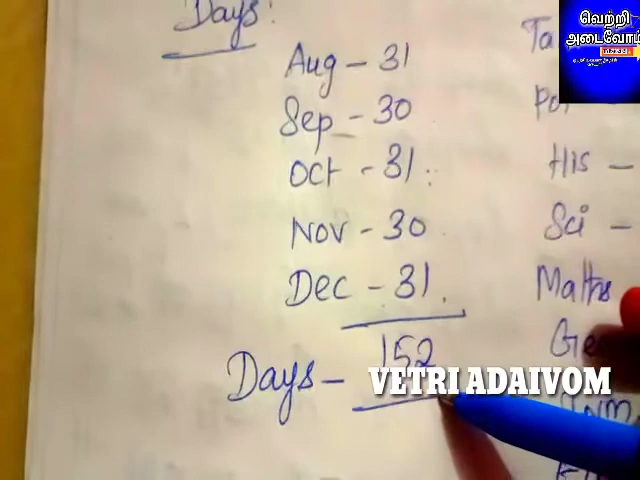 Days:
Aug - 31
Sep - 30
Oct - 31
Nov - 30
Dec - 31
Days - 152
His -
Sci -
Maths
VETRI ADAIVOM
வெற்றி
அடைவோம்